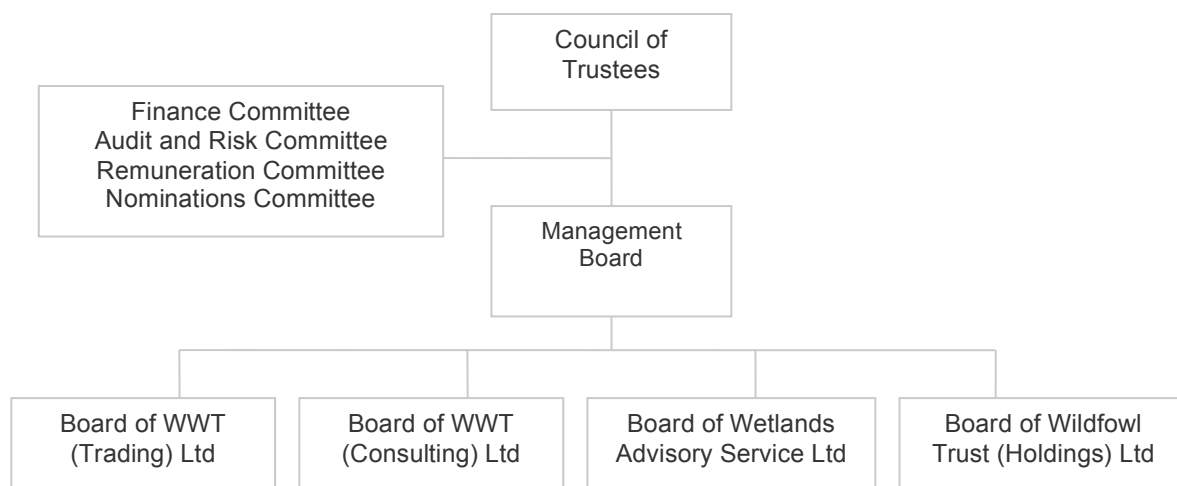 Council of
Trustees
Finance Committee
Audit and Risk Committee
Remuneration Committee
Nominations Committee
Management
Board
Board of WWT
(Trading) Ltd
Board of WWT
(Consulting) Ltd
Board of Wetlands
Advisory Service Ltd
Board of Wildfowl
Trust (Holdings) Ltd